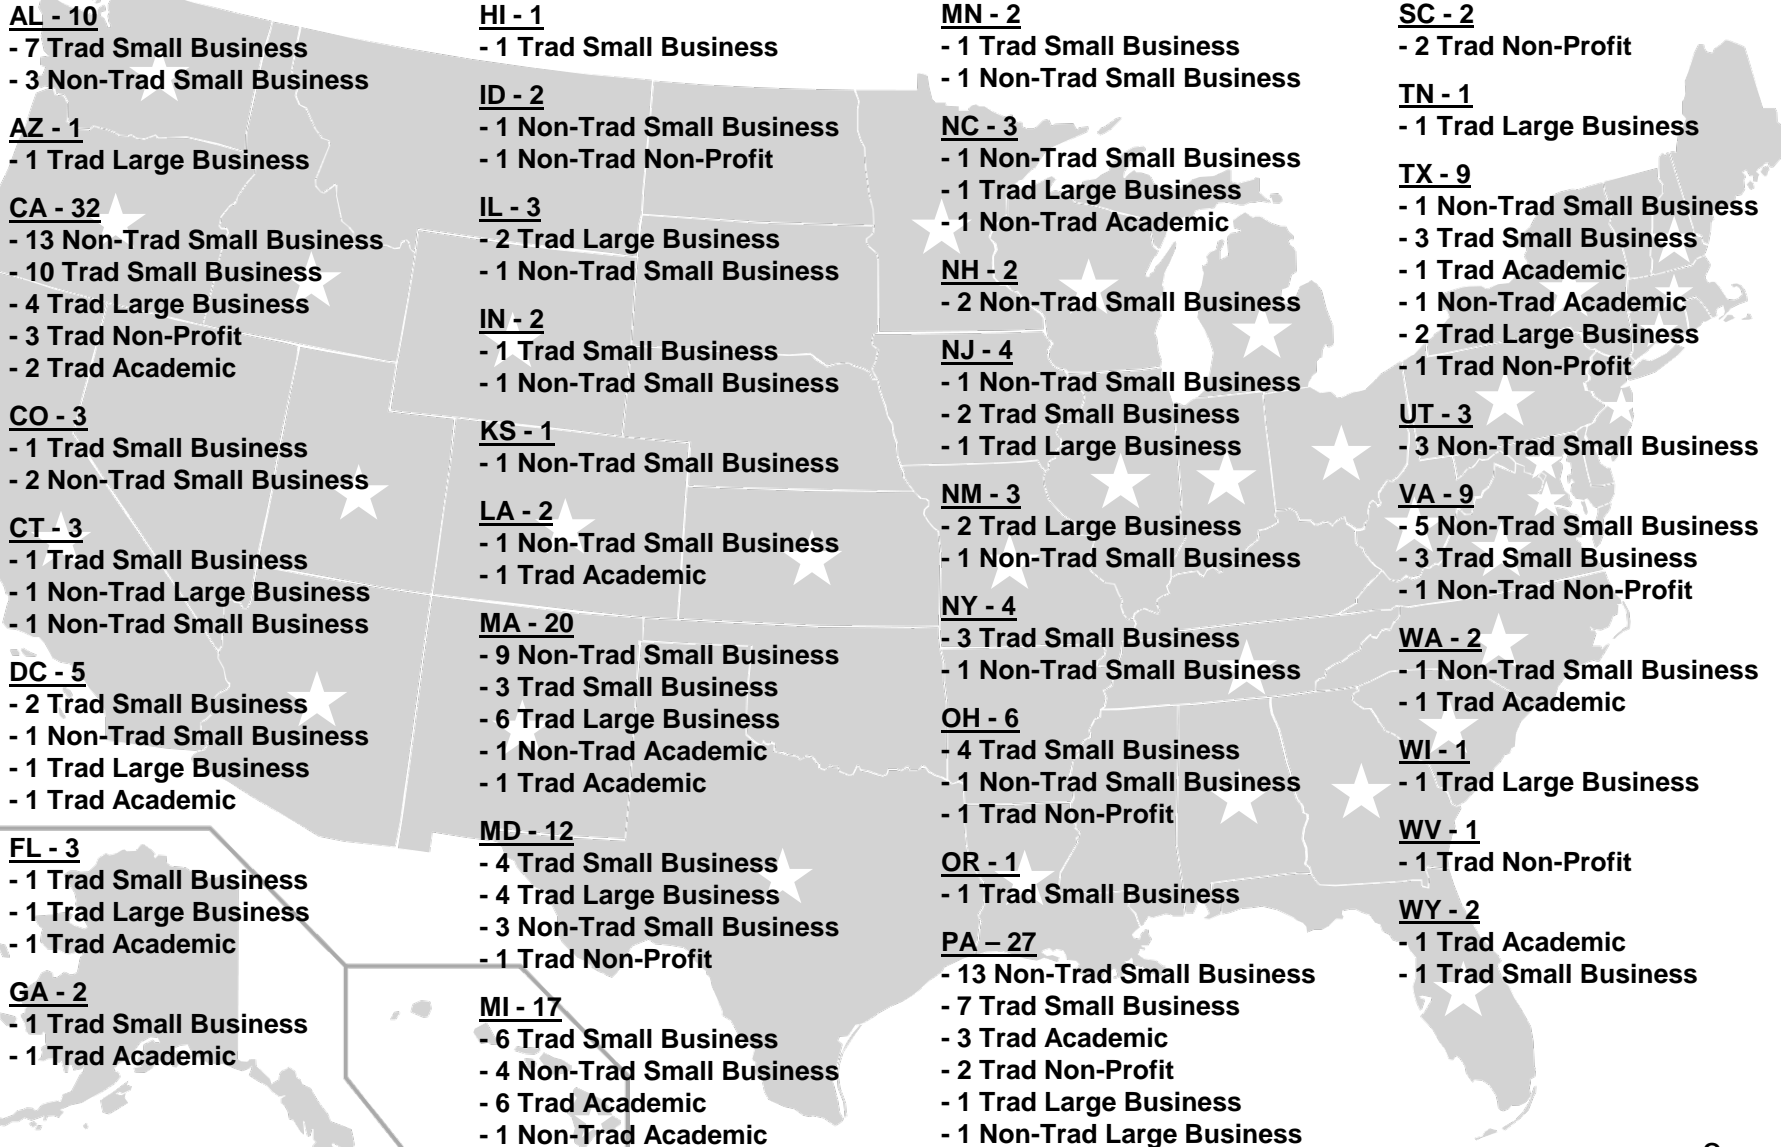 AL - 10
- 7 Trad Small Business
- 3 Non-Trad Small Business
AZ - 1
- 1 Trad Large Business
CA - 32
- 13 Non-Trad Small Business
- 10 Trad Small Business
- 4 Trad Large Business
- 3 Trad Non-Profit
- 2 Trad Academic
CO - 3
- 1 Trad Small Business
- 2 Non-Trad Small Business
CT - 3
- 1 Trad Small Business
- 1 Non-Trad Large Business
- 1 Non-Trad Small Business
DC - 5
- 2 Trad Small Business
- 1 Non-Trad Small Business
- 1 Trad Large Business
- 1 Trad Academic
FL - 3
- 1 Trad Small Business
- 1 Trad Large Business
- 1 Trad Academic
GA - 2
- 1 Trad Small Business
- 1 Trad Academic
HI - 1
- 1 Trad Small Business
ID - 2
- 1 Non-Trad Small Business
- 1 Non-Trad Non-Profit
IL - 3
- 2 Trad Large Business
- 1 Non-Trad Small Business
IN - 2
- 1 Trad Small Business
- 1 Non-Trad Small Business
KS - 1
- 1 Non-Trad Small Business
LA - 2
- 1 Non-Trad Small Business
- 1 Trad Academic
MA - 20
- 9 Non-Trad Small Business
- 3 Trad Small Business
- 6 Trad Large Business
- 1 Non-Trad Academic
- 1 Trad Academic
MD - 12
- 4 Trad Small Business
- 4 Trad Large Business
- 3 Non-Trad Small Business
- 1 Trad Non-Profit
MI - 17
- 6 Trad Small Business
- 4 Non-Trad Small Business
- 6 Trad Academic
- 1 Non-Trad Academic
MN - 2
- 1 Trad Small Business
- 1 Non-Trad Small Business
NC - 3
- 1 Non-Trad Small Business
- 1 Trad Large Business
- 1 Non-Trad Academic
NH - 2
- 2 Non-Trad Small Business
NJ - 4
- 1 Non-Trad Small Business
- 2 Trad Small Business
- 1 Trad Large Business
NM - 3
- 2 Trad Large Business
- 1 Non-Trad Small Business
NY - 4
- 3 Trad Small Business
- 1 Non-Trad Small Business
OH - 6
- 4 Trad Small Business
- 1 Non-Trad Small Business
- 1 Trad Non-Profit
OR - 1
- 1 Trad Small Business
PA – 27
- 13 Non-Trad Small Business
- 7 Trad Small Business
- 3 Trad Academic
- 2 Trad Non-Profit
- 1 Trad Large Business
- 1 Non-Trad Large Business
SC - 2
- 2 Trad Non-Profit
TN - 1
- 1 Trad Large Business
TX - 9
- 1 Non-Trad Small Business
- 3 Trad Small Business
- 1 Trad Academic
- 1 Non-Trad Academic
- 2 Trad Large Business
- 1 Trad Non-Profit
UT - 3
- 3 Non-Trad Small Business
VA - 9
- 5 Non-Trad Small Business
- 3 Trad Small Business
- 1 Non-Trad Non-Profit
WA - 2
- 1 Non-Trad Small Business
- 1 Trad Academic
WI - 1
- 1 Trad Large Business
WV - 1
- 1 Trad Non-Profit
WY - 2
- 1 Trad Academic
- 1 Trad Small Business